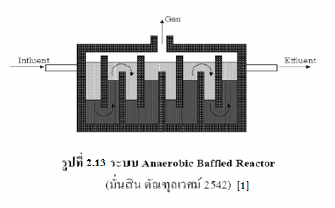 Gas
Influent
Effluent
รูปที่ 2.13 ระบบ Anaerobic Baffled Reactor
(มั่นสิน ตัณฑุลเวศม์ 2542) [1]